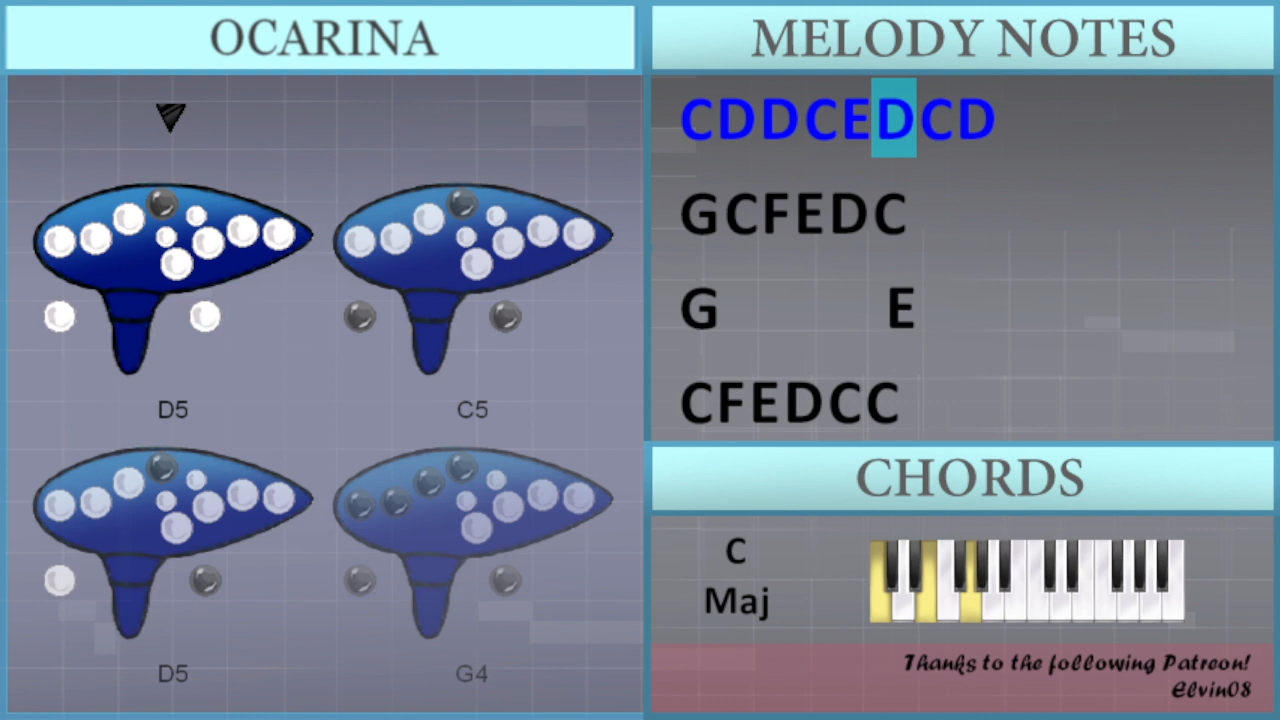 OCARINA
D5
C5
D5
G4
MELODY NOTES
CDDCEDCD
GCFEDC
G E
CFEDCC
CHORDS
C
Maj
Thanks to the following Patreon!
Elvin08